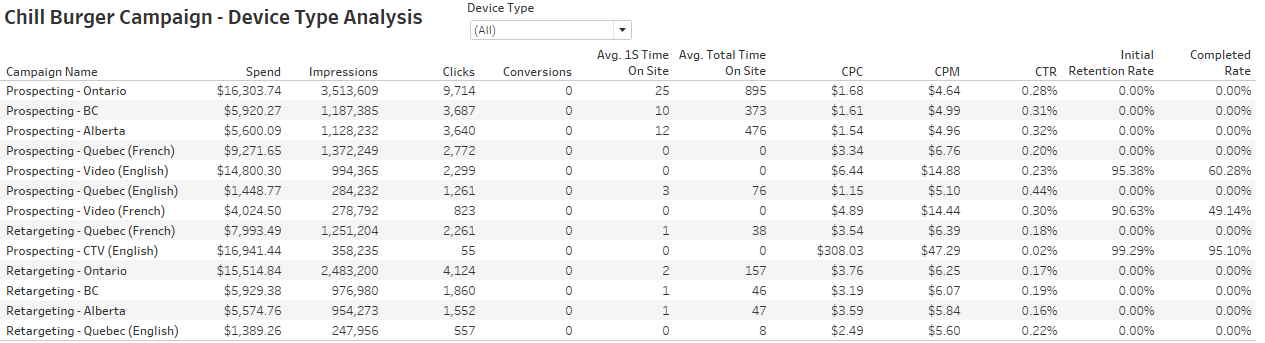 Chill Burger Campaign - Device Type Analysis
Device Type
(All)
Avg. 1S Time Avg. Total Time Initial Completed
Campaign Name Spend Impressions Clicks Conversions On Site On Site CPC CPM CTR Retention Rate Rate
Prospecting - Ontario $16,303.74 3,513,609 9,714 0 25 895 $1.68 $4.64 0.28% 0.00% 0.00%
Prospecting - BC $5,920.27 1,187,385 3,687 0 10 373 $1.61 $4.99 0.31% 0.00% 0.00%
Prospecting - Alberta $5,600.09 1,128,232 3,640 0 12 476 $1.54 $4.96 0.32% 0.00% 0.00%
Prospecting - Quebec (French) $9,271.65 1,372,249 2,772 0 0 0 $3.34 $6.76 0.20% 0.00% 0.00%
Prospecting - Video (English) $14,800.30 994,365 2,299 0 0 0 $6.44 $14.88 0.23% 95.38% 60.28%
Prospecting - Quebec (English) $1,448.77 284,232 1,261 0 3 76 $1.15 $5.10 0.44% 0.00% 0.00%
Prospecting - Video (French) $4,024.50 278,792 823 0 0 0 $4.89 $14.44 0.30% 90.63% 49.14%
Retargeting - Quebec (French) $7,993.49 1,251,204 2,261 0 1 38 $3.54 $6.39 0.18% 0.00% 0.00%
Prospecting - CTV (English) $16,941.44 358,235 55 0 0 0 $308.03 $47.29 0.02% 99.29% 95.10%
Retargeting - Ontario $15,514.84 2,483,200 4,124 0 2 157 $3.76 $6.25 0.17% 0.00% 0.00%
Retargeting - BC $5,929.38 976,980 1,860 0 1 46 $3.19 $6.07 0.19% 0.00% 0.00%
Retargeting - Alberta $5,574.76 954,273 1,552 0 1 47 $3.59 $5.84 0.16% 0.00% 0.00%
Retargeting - Quebec (English) $1,389.26 247,956 557 0 0 8 $2.49 $5.60 0.22% 0.00% 0.00%